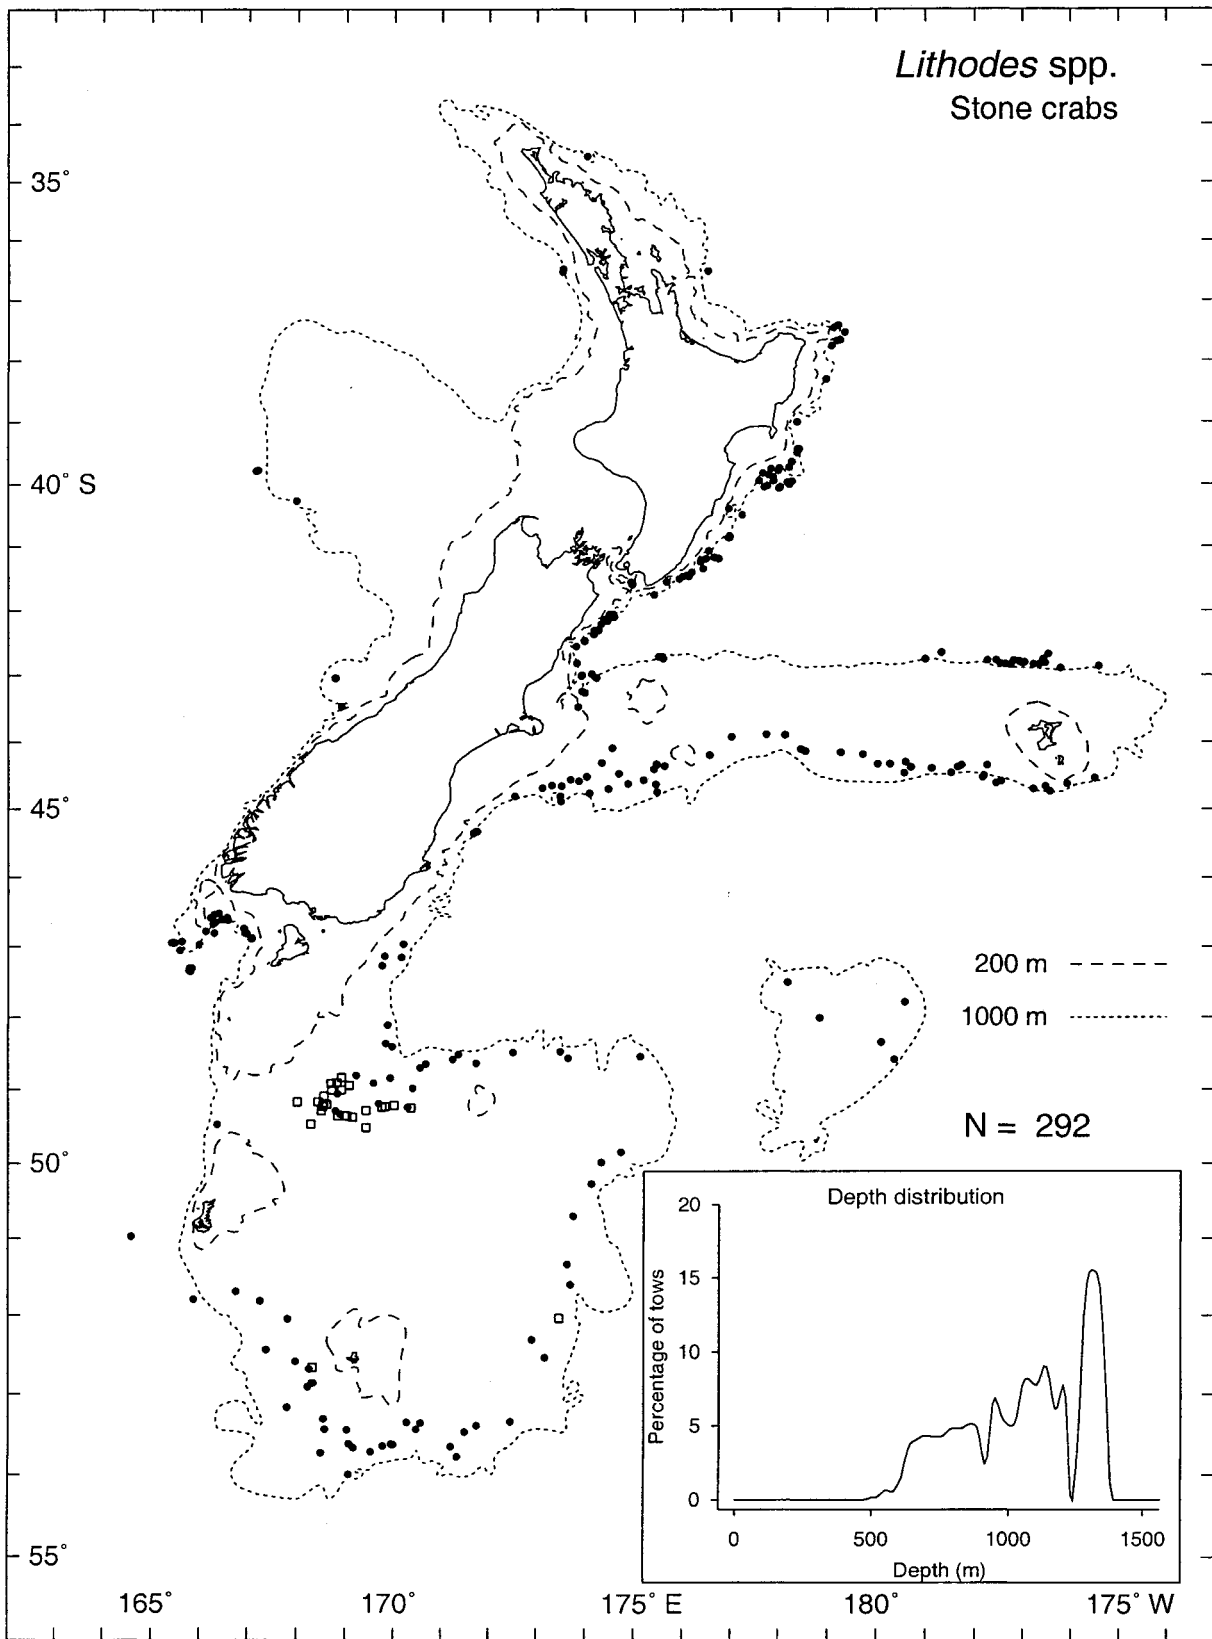 Lithodes spp.
Stone crabs
35°
40° S
45°
50°
55°
200 m
1000 m
N = 292
Depth distribution
20
15
10
5
0
Percentage of tows
0 500 1000 1500
Depth (m)
165° 170° 175° E 180° 175° W